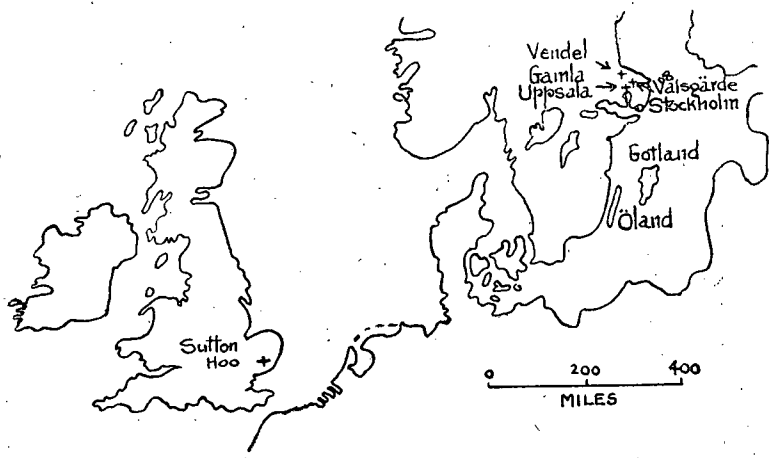 Vendel
Gamla
Uppsala
Valsgärde
Stockholm
Gotland
Öland
Sutton
Hoo
0 200 400
MILES